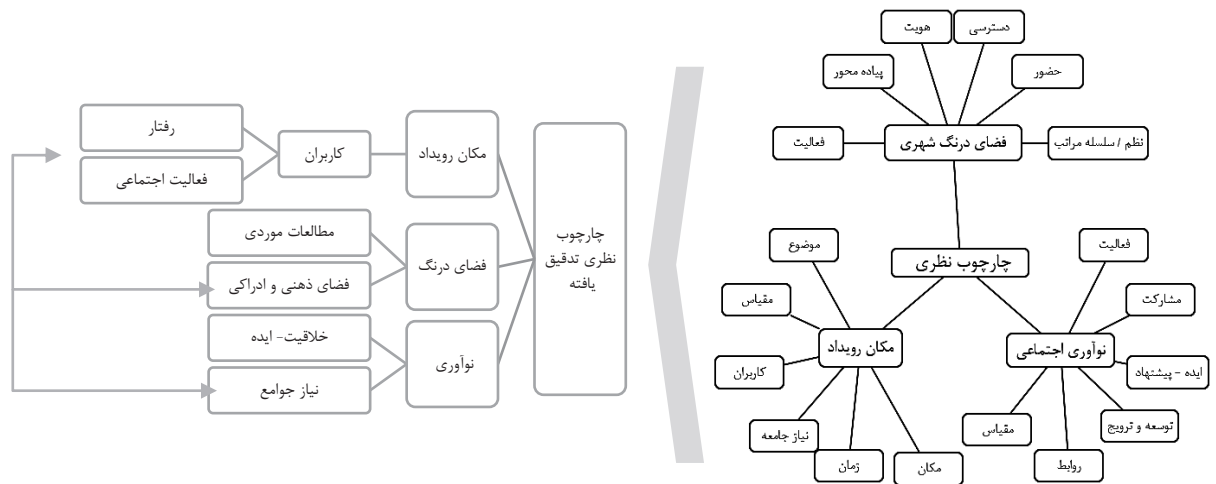 دسترسی
هویت
حضور
پیاده محور
نظم / سلسله مراتب
فضای درنگ شهری
فعالیت
چارچوب نظری
فعالیت
مشارکت
نوآوری اجتماعی
ایده - پیشنهاد
توسعه و ترویج
روابط
مقیاس
موضوع
مقیاس
مکان رویداد
کاربران
نیاز جامعه
زمان
مکان
چارچوب
نظری تدقیق
یافته
مکان رویداد
کاربران
رفتار
فعالیت اجتماعی
فضای درنگ
مطالعات موردی
فضای ذهنی و ادراکی
نوآوری
خلاقیت- ایده
نیاز جوامع